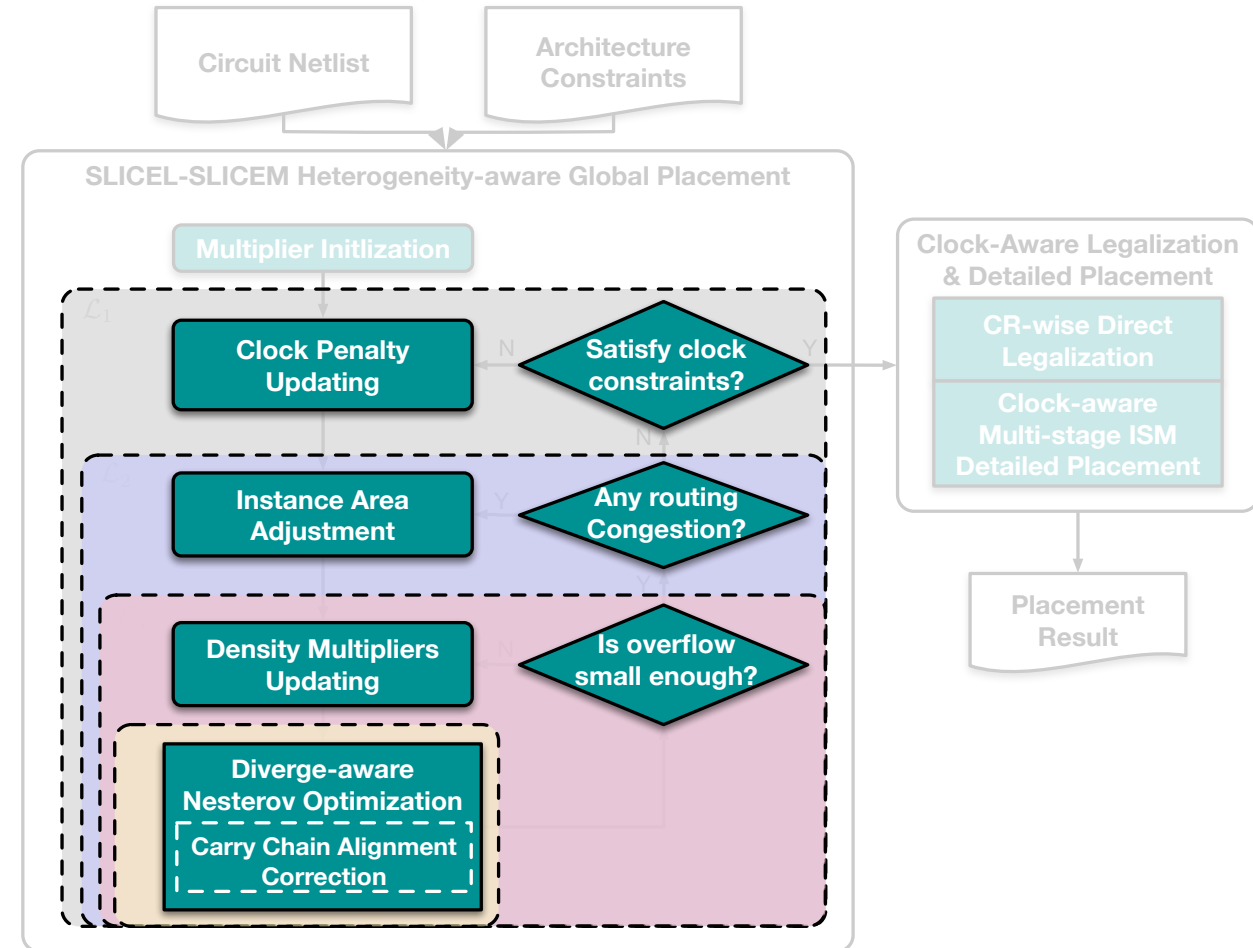 Circuit Netlist
Architecture
Constraints
SLICEL-SLICEM Heterogeneity-aware Global Placement
Multiplier Initlization
ℒ₁
Clock Penalty
Updating
N
Satisfy clock
constraints?
Y
N
Instance Area
Adjustment
Y
Any routing
Congestion?
Y
Density Multipliers
Updating
N
Is overflow
small enough?
Diverge-aware
Nesterov Optimization
Carry Chain Alignment
Correction
Clock-Aware Legalization
& Detailed Placement
CR-wise Direct
Legalization
Clock-aware
Multi-stage ISM
Detailed Placement
Placement
Result